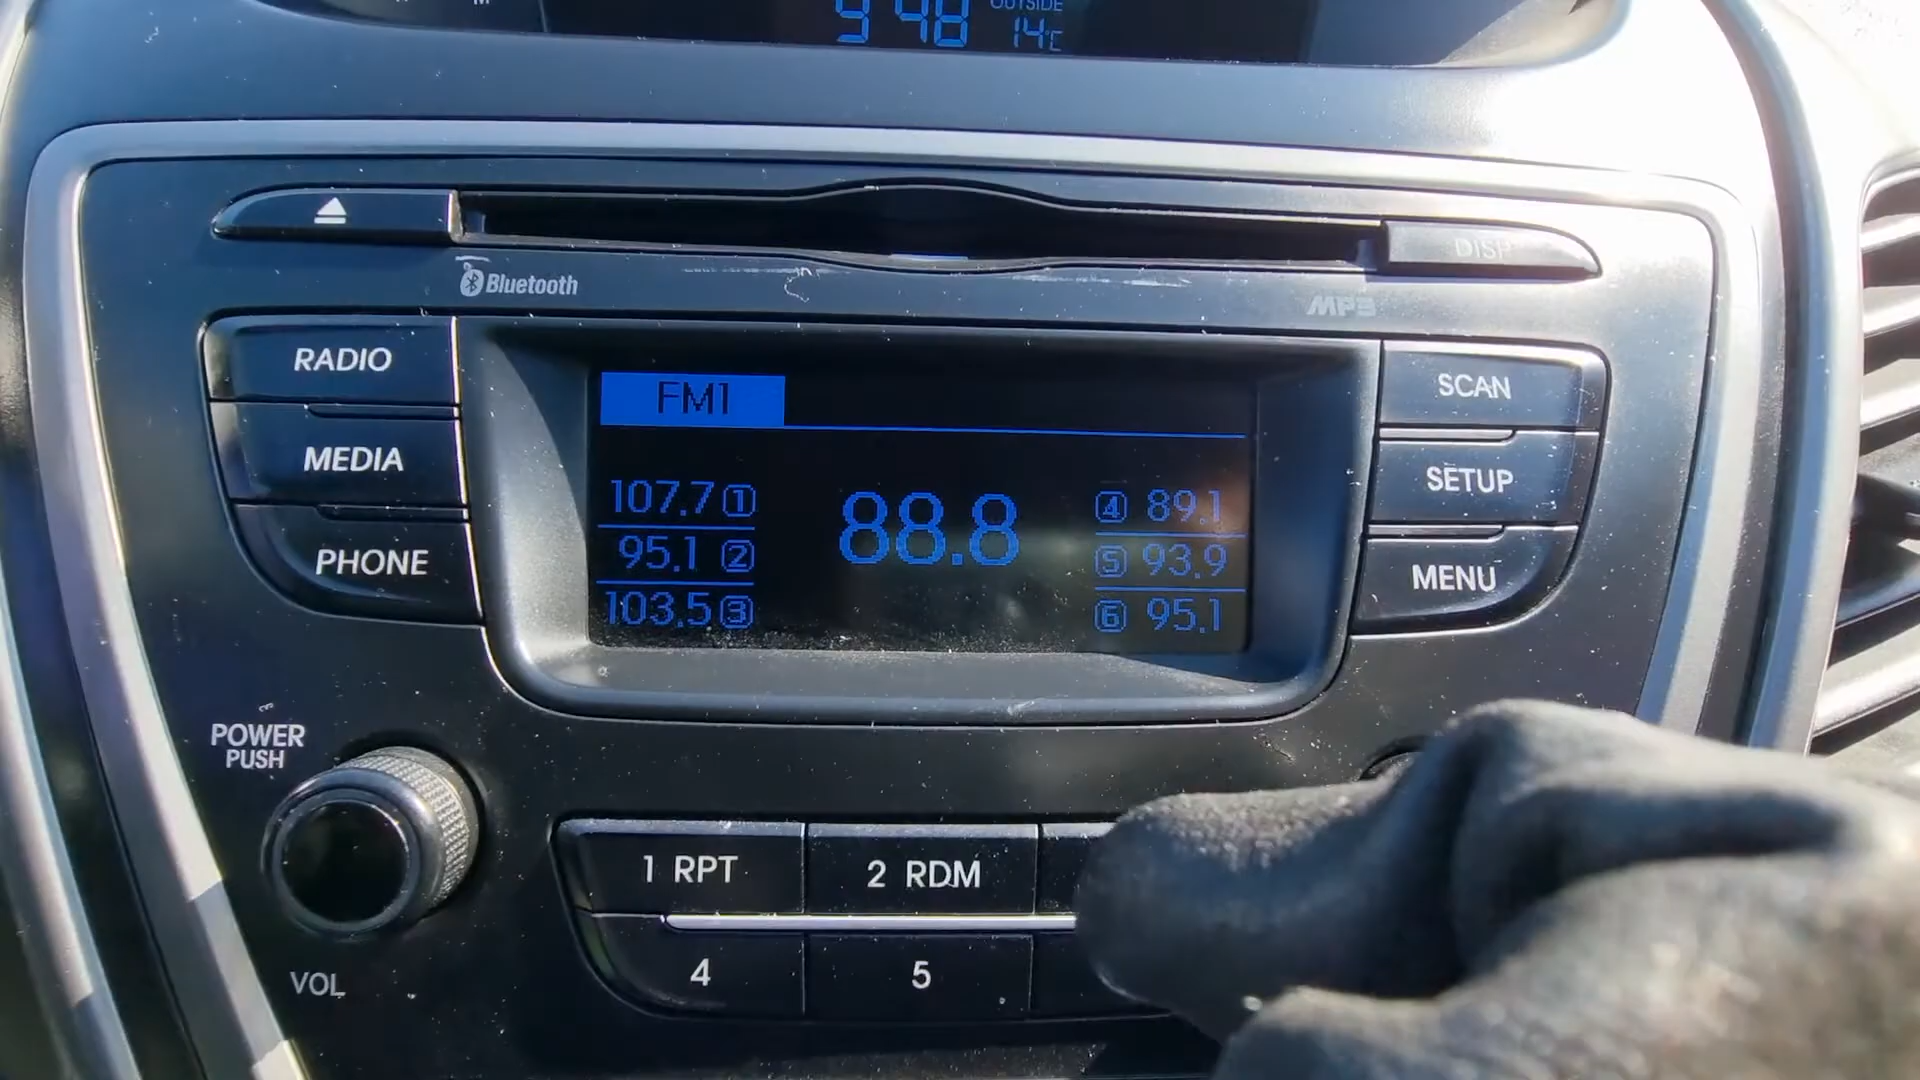 9:48 OUTSIDE 14°C
DISP
Bluetooth
MP3
RADIO
MEDIA
PHONE
FM1
107.7 1
95.1 2
103.5 3
88.8
4 89.1
5 93.9
6 95.1
SCAN
SETUP
MENU
POWER
PUSH
VOL
1 RPT
2 RDM
4
5